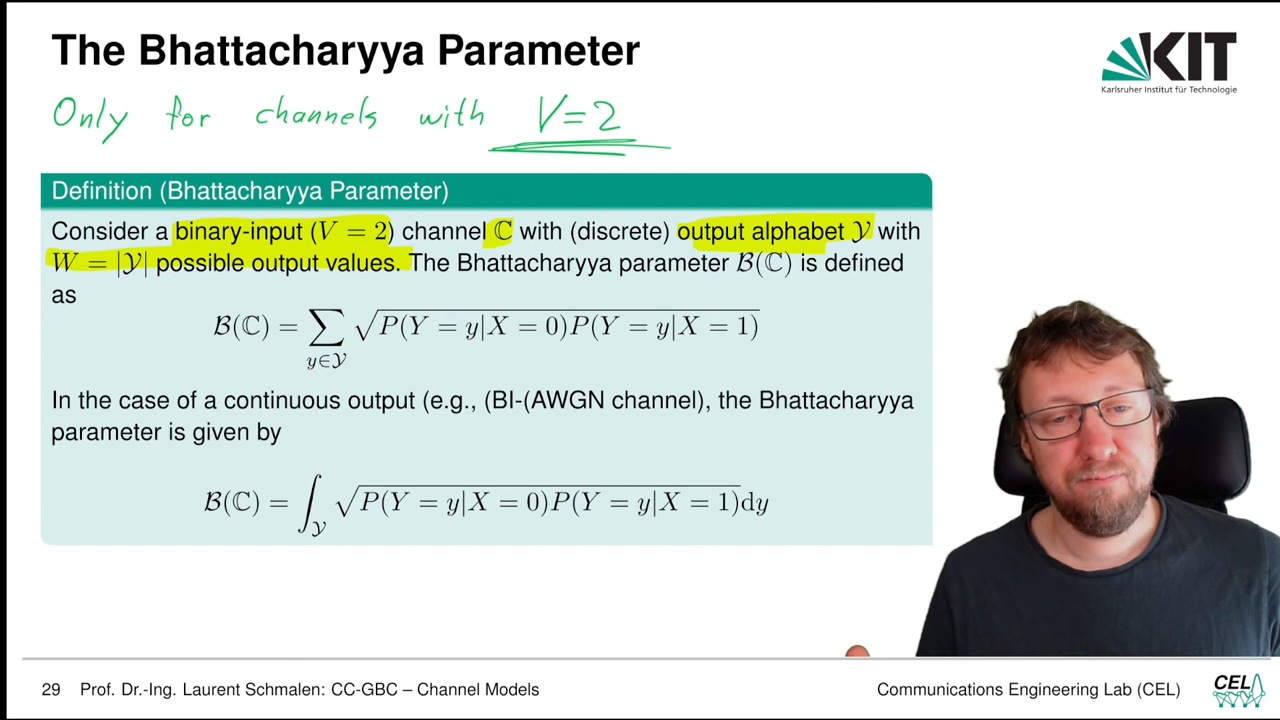 The Bhattacharyya Parameter
KIT
Karlsruher Institut für Technologie
Only for channels with V=2
Definition (Bhattacharyya Parameter)
Consider a binary-input (V = 2) channel ℂ with (discrete) output alphabet 𝒴 with
W = |𝒴| possible output values. The Bhattacharyya parameter ℬ(ℂ) is defined
as
ℬ(ℂ) = ∑_{y∈𝒴} √(P(Y = y|X = 0)P(Y = y|X = 1))
In the case of a continuous output (e.g., (BI-(AWGN channel), the Bhattacharyya
parameter is given by
ℬ(ℂ) = ∫_𝒴 √(P(Y = y|X = 0)P(Y = y|X = 1))dy
29 Prof. Dr.-Ing. Laurent Schmalen: CC-GBC – Channel Models
Communications Engineering Lab (CEL)
CEL